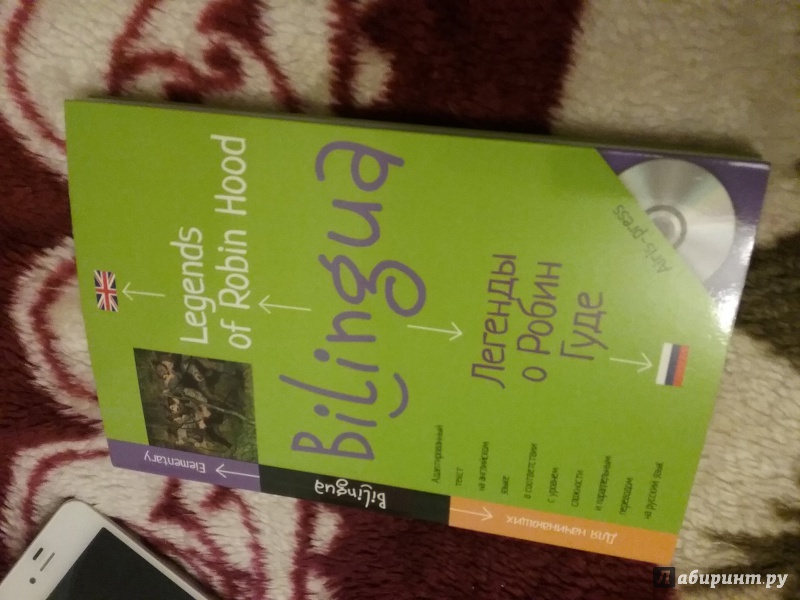 Legends
of Robin Hood
Bilingua
Легенды
о Робин
Гуде
Airis-press
Elementary
Bilingua
Для начинающих
Адаптированный
текст
на английском
языке
в соответствии
с уровнем
сложности
и параллельным
переводом
на русский язык
Лабиринт.ру